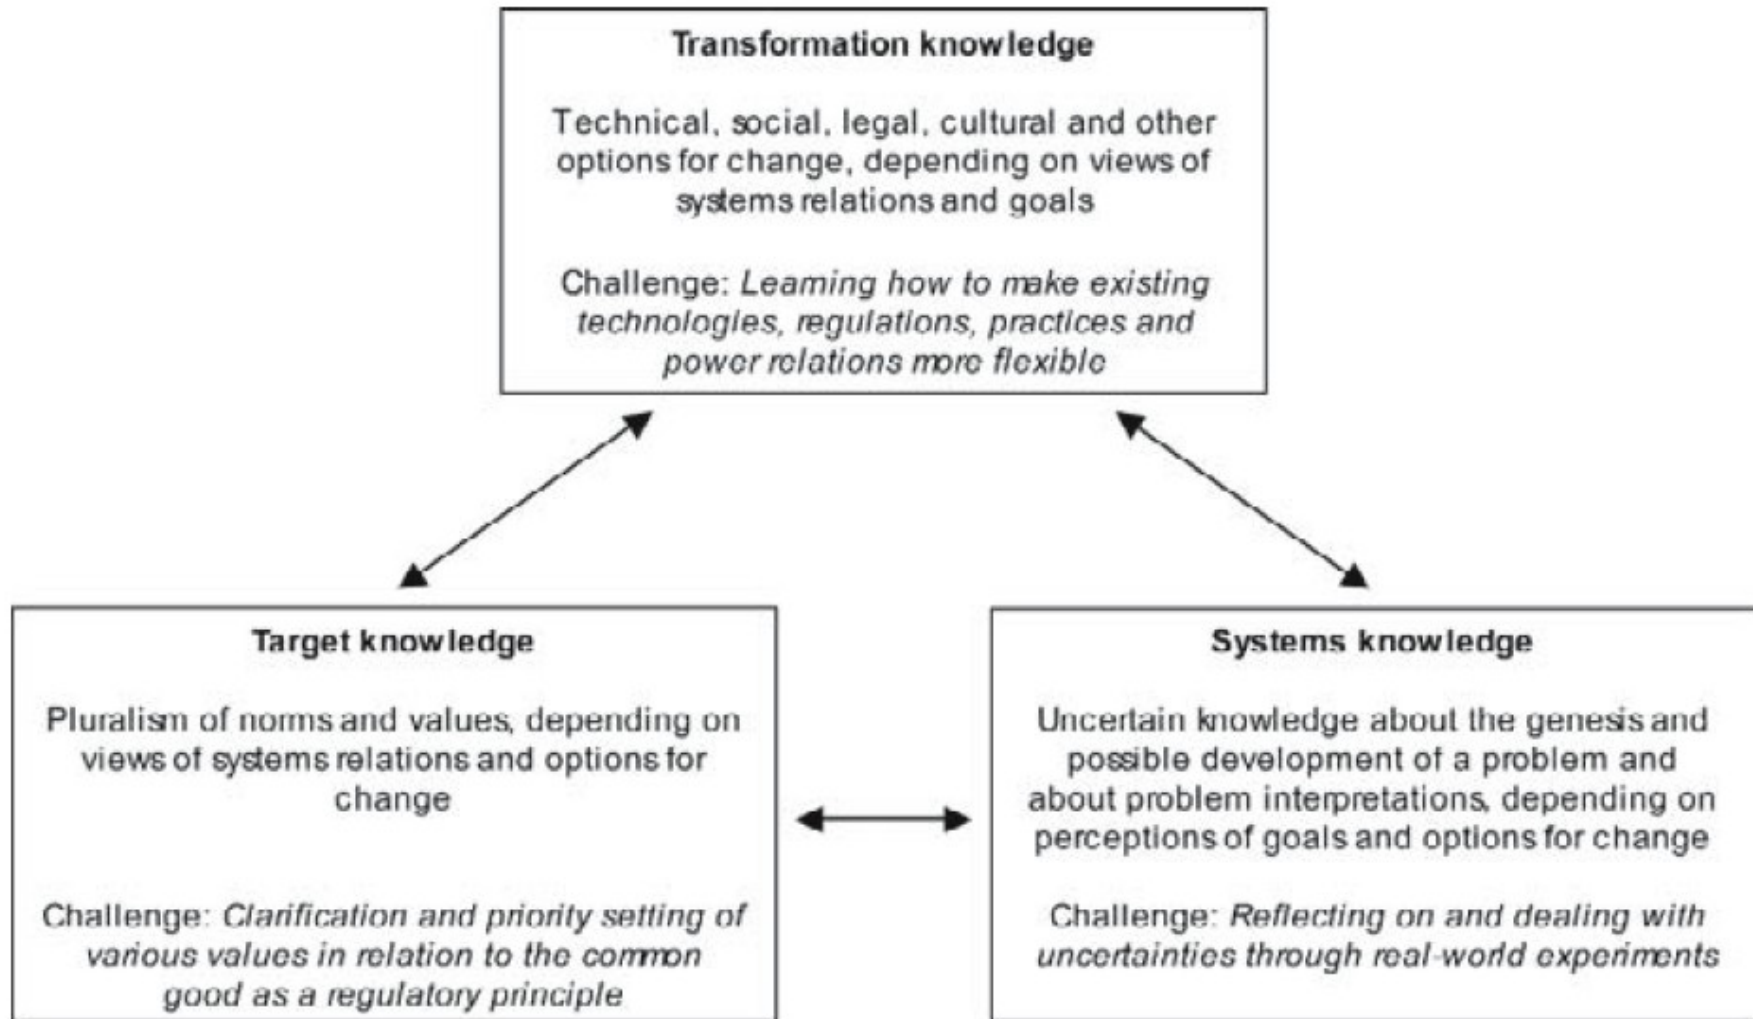 Transformation knowledge
Technical, social, legal, cultural and other
options for change, depending on views of
systems relations and goals
Challenge: Learning how to make existing
technologies, regulations, practices and
power relations more flexible
Target knowledge
Pluralism of norms and values, depending on
views of systems relations and options for
change
Challenge: Clarification and priority setting of
various values in relation to the common
good as a regulatory principle
Systems knowledge
Uncertain knowledge about the genesis and
possible development of a problem and
about problem interpretations, depending on
perceptions of goals and options for change
Challenge: Reflecting on and dealing with
uncertainties through real-world experiments